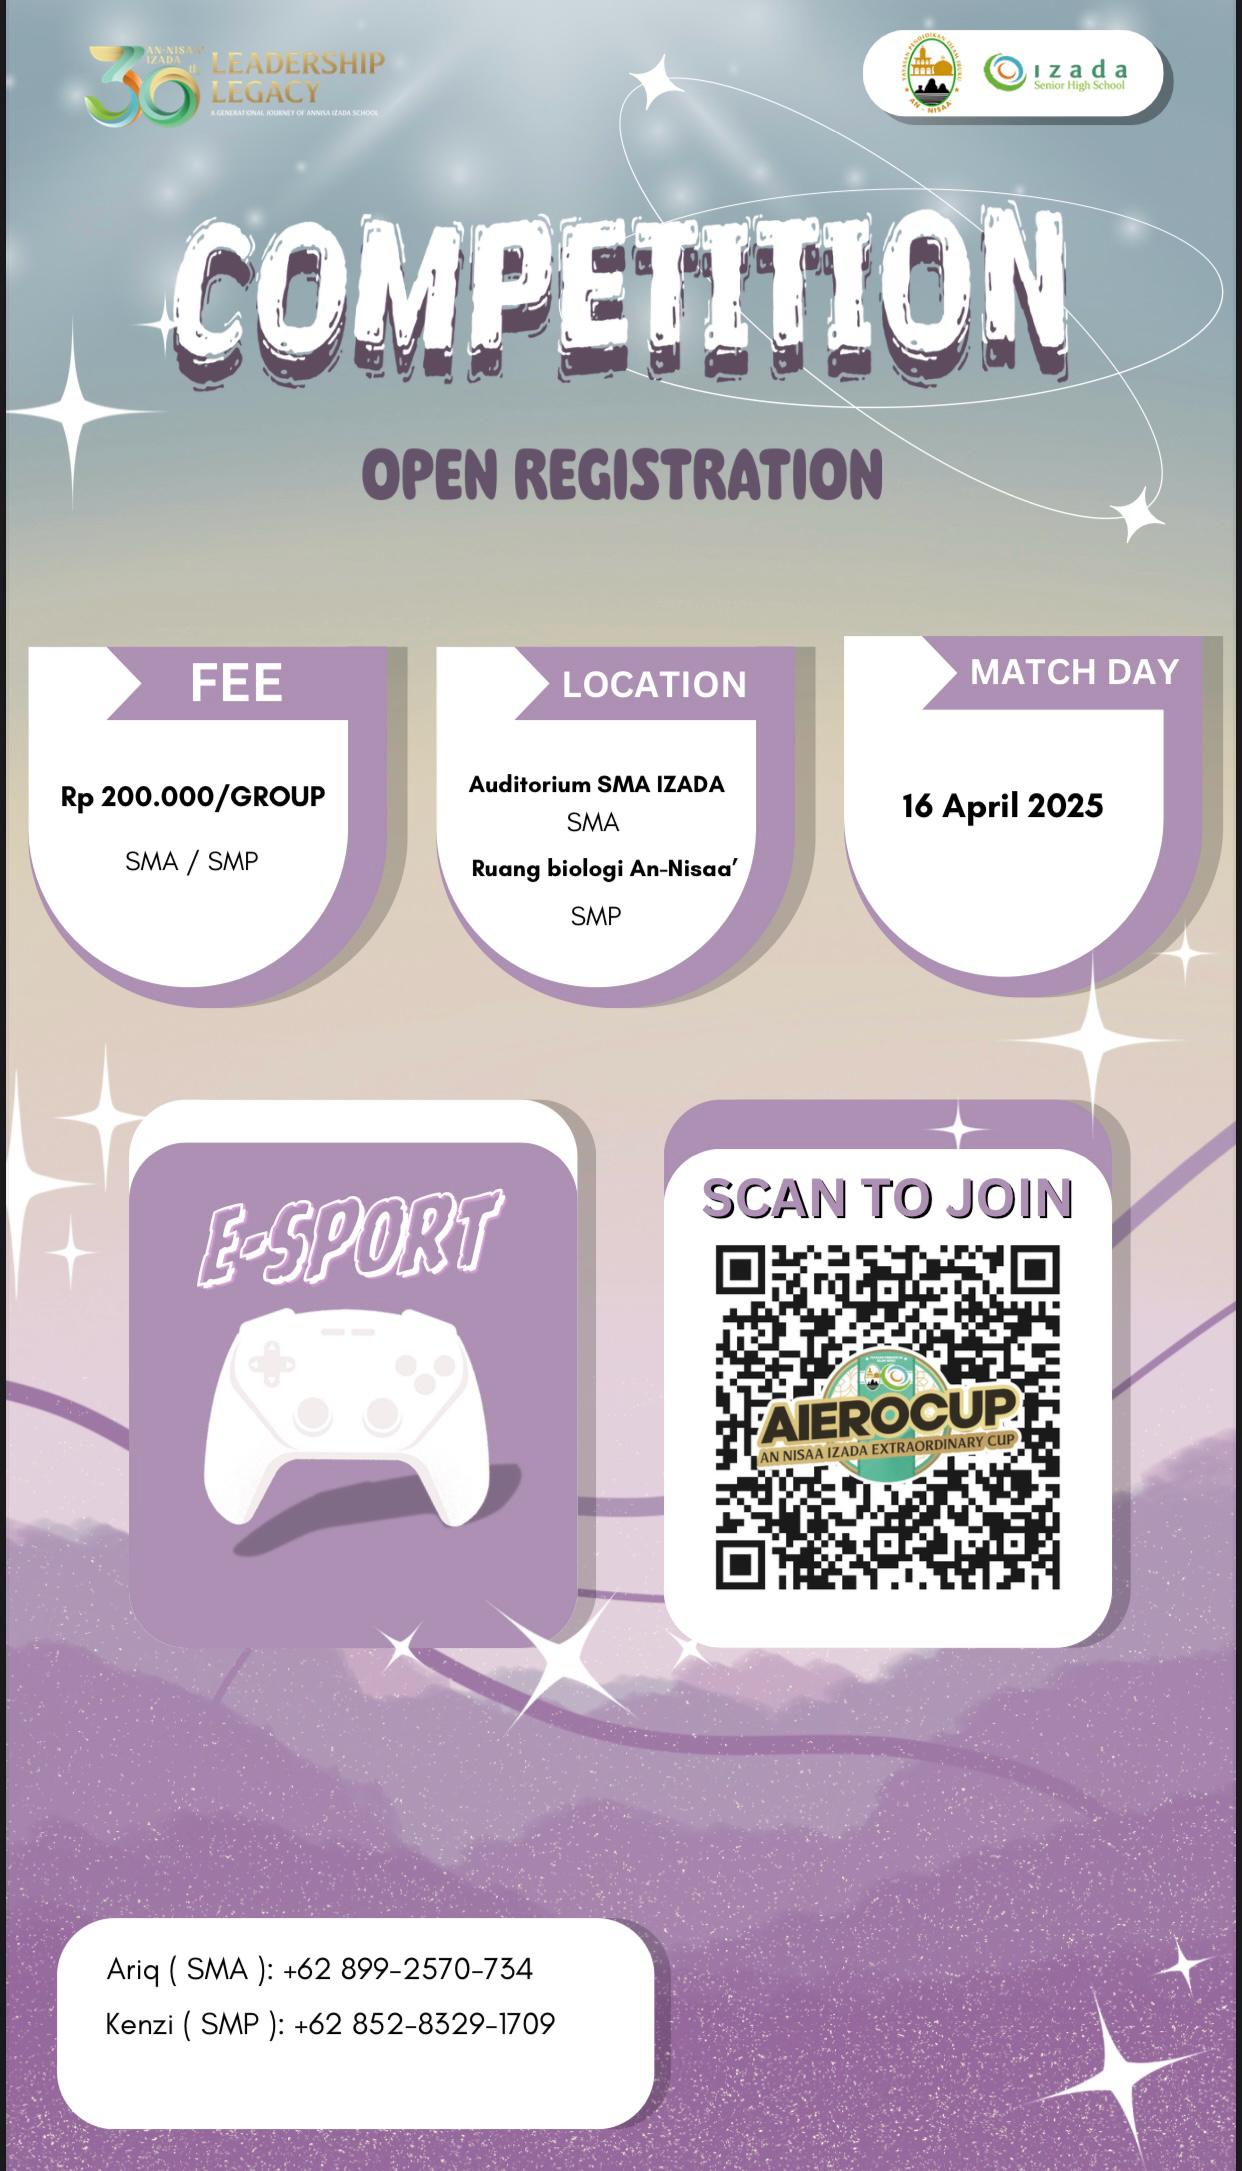 AN-NISAA'
IZADA
30th
LEADERSHIP
LEGACY
A GENERATIONAL JOURNEY OF ANNISA IZADA SCHOOL
AN - NISAA
izada
Senior High School
COMPETITION
OPEN REGISTRATION
FEE
Rp 200.000/GROUP
SMA / SMP
LOCATION
Auditorium SMA IZADA
SMA
Ruang biologi An-Nisaa’
SMP
MATCH DAY
16 April 2025
E-SPORT
SCAN TO JOIN
AIEROCUP
AN NISAA IZADA EXTRAORDINARY CUP
Ariq ( SMA ): +62 899-2570-734
Kenzi ( SMP ): +62 852-8329-1709